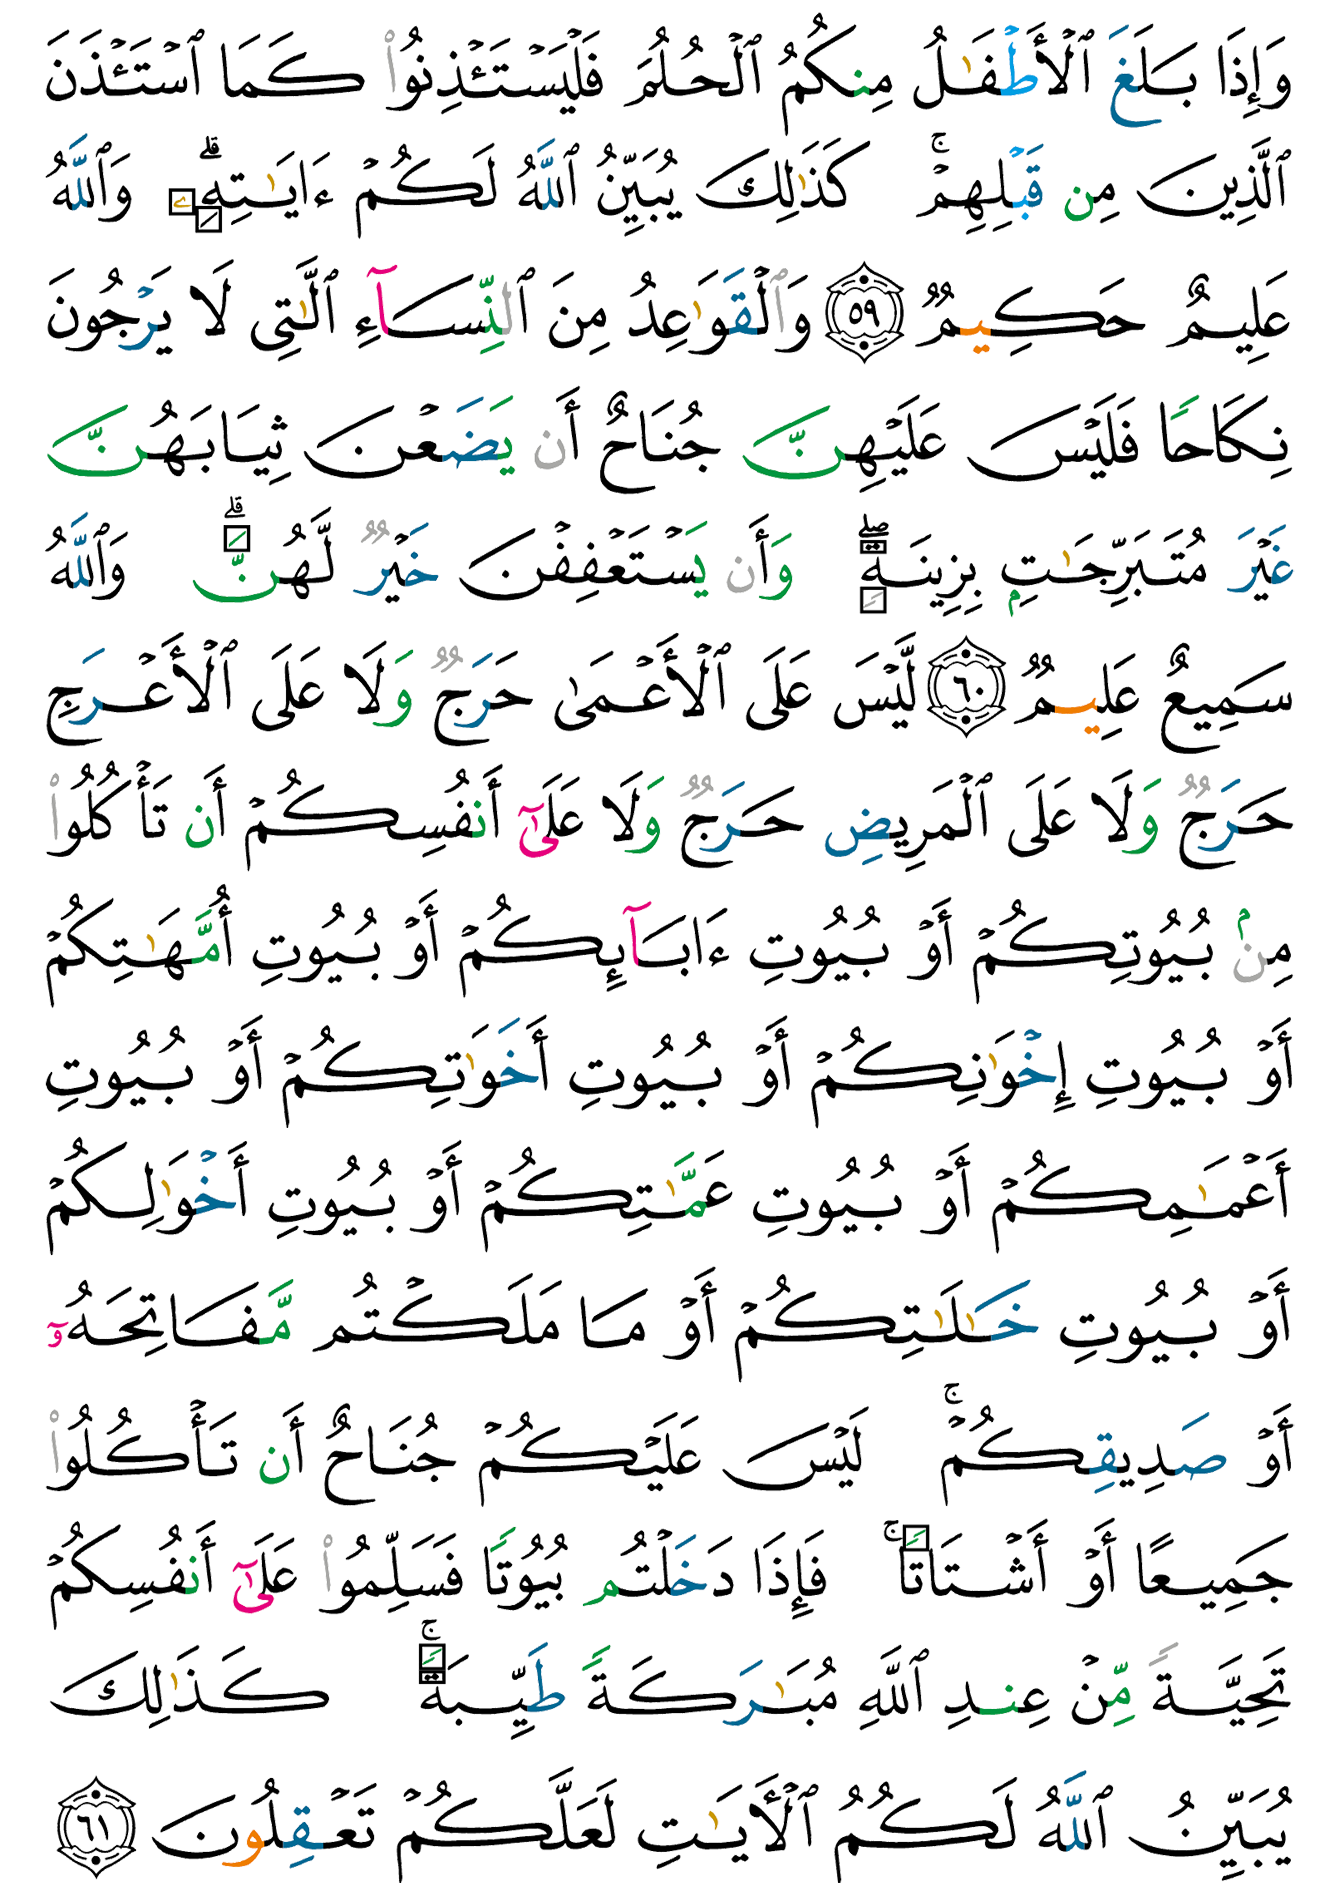 وَإِذَا بَلَغَ ٱلْأَطْفَـٰلُ مِنكُمُ ٱلْحُلُمَ فَلْيَسْتَـْٔذِنُوا۟ كَمَا ٱسْتَـْٔذَنَ
ٱلَّذِينَ مِن قَبْلِهِمْ ۚ كَذَٰلِكَ يُبَيِّنُ ٱللَّهُ لَكُمْ ءَايَـٰتِهِۦ ۗ وَٱللَّهُ
عَلِيمٌ حَكِيمٌ ٥٩ وَٱلْقَوَٰعِدُ مِنَ ٱلنِّسَآءِ ٱلَّـٰتِى لَا يَرْجُونَ
نِكَاحًا فَلَيْسَ عَلَيْهِنَّ جُنَاحٌ أَن يَضَعْنَ ثِيَابَهُنَّ
غَيْرَ مُتَبَرِّجَـٰتٍۭ بِزِينَةٍ ۖ وَأَن يَسْتَعْفِفْنَ خَيْرٌ لَّهُنَّ ۗ وَٱللَّهُ
سَمِيعٌ عَلِيمٌ ٦٠ لَّيْسَ عَلَى ٱلْأَعْمَىٰ حَرَجٌ وَلَا عَلَى ٱلْأَعْرَجِ
حَرَجٌ وَلَا عَلَى ٱلْمَرِيضِ حَرَجٌ وَلَا عَلَىٰٓ أَنفُسِكُمْ أَن تَأْكُلُوا۟
مِنۢ بُيُوتِكُمْ أَوْ بُيُوتِ ءَابَآئِكُمْ أَوْ بُيُوتِ أُمَّهَـٰتِكُمْ
أَوْ بُيُوتِ إِخْوَٰنِكُمْ أَوْ بُيُوتِ أَخَوَٰتِكُمْ أَوْ بُيُوتِ
أَعْمَـٰمِكُمْ أَوْ بُيُوتِ عَمَّـٰتِكُمْ أَوْ بُيُوتِ أَخْوَٰلِكُمْ
أَوْ بُيُوتِ خَـٰلَـٰتِكُمْ أَوْ مَا مَلَكْتُم مَّفَاتِحَهُۥٓ
أَوْ صَدِيقِكُمْ ۚ لَيْسَ عَلَيْكُمْ جُنَاحٌ أَن تَأْكُلُوا۟
جَمِيعًا أَوْ أَشْتَاتًا ۚ فَإِذَا دَخَلْتُم بُيُوتًا فَسَلِّمُوا۟ عَلَىٰٓ أَنفُسِكُمْ
تَحِيَّةً مِّنْ عِندِ ٱللَّهِ مُبَـٰرَكَةً طَيِّبَةً ۚ كَذَٰلِكَ
يُبَيِّنُ ٱللَّهُ لَكُمُ ٱلْـَٔايَـٰتِ لَعَلَّكُمْ تَعْقِلُونَ ٦١